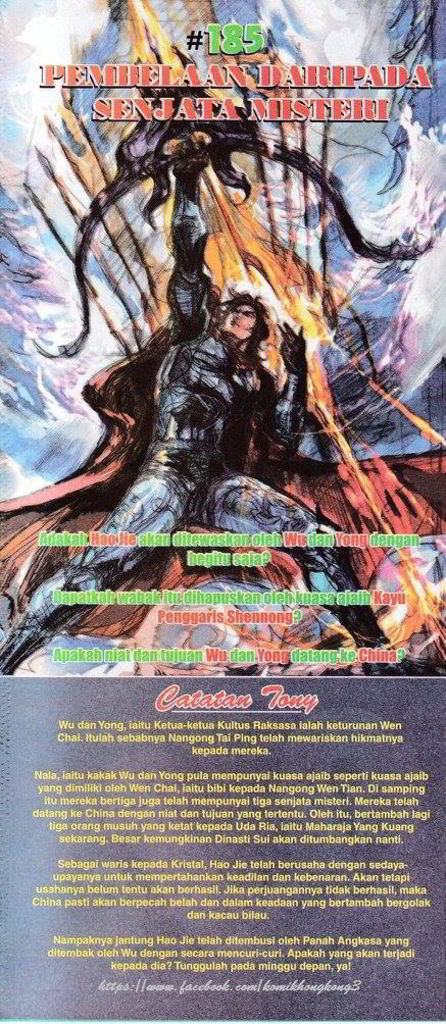 #185
PEMBELAAN DARIPADA
SENJATA MISTERI
Adakah Hao Jie akan ditewaskan oleh Wu dan Yong dengan
begitu saja?
Dapatkah wabak itu dihapuskan oleh kuasa ajaib Kayu
Penggaris Shennong?
Apakah niat dan tujuan Wu dan Yong datang ke China?
Catatan Tony
Wu dan Yong, iaitu Ketua-ketua Kultus Raksasa ialah keturunan Wen
Chai. Itulah sebabnya Nangong Tai Ping telah mewariskan hikmatnya
kepada mereka.
Nala, iaitu kakak Wu dan Yong pula mempunyai kuasa ajaib seperti kuasa ajaib
yang dimiliki oleh Wen Chai, iaitu bibi kepada Nangong Wen Tian. Di samping
itu mereka bertiga juga telah mempunyai tiga senjata misteri. Mereka telah
datang ke China dengan niat dan tujuan yang tertentu. Oleh itu, bertambah lagi
tiga orang musuh yang ketat kepada Uda Ria, iaitu Maharaja Yang Kuang
sekarang. Besar kemungkinan Dinasti Sui akan ditumbangkan nanti.
Sebagai waris kepada Kristal, Hao Jie telah berusaha dengan sedaya-
upayanya untuk mempertahankan keadilan dan kebenaran. Akan tetapi
usahanya belum tentu akan berhasil. Jika perjuangannya tidak berhasil, maka
China pasti akan berpecah belah dan dalam keadaan yang bertambah bergolak
dan kacau bilau.
Nampaknya jantung Hao Jie telah ditembusi oleh Panah Angkasa yang
ditembak oleh Wu dengan secara mencuri-curi. Apakah yang akan terjadi
kepada dia? Tunggulah pada minggu depan, ya!
https://www.facebook.com/komikhongkong3